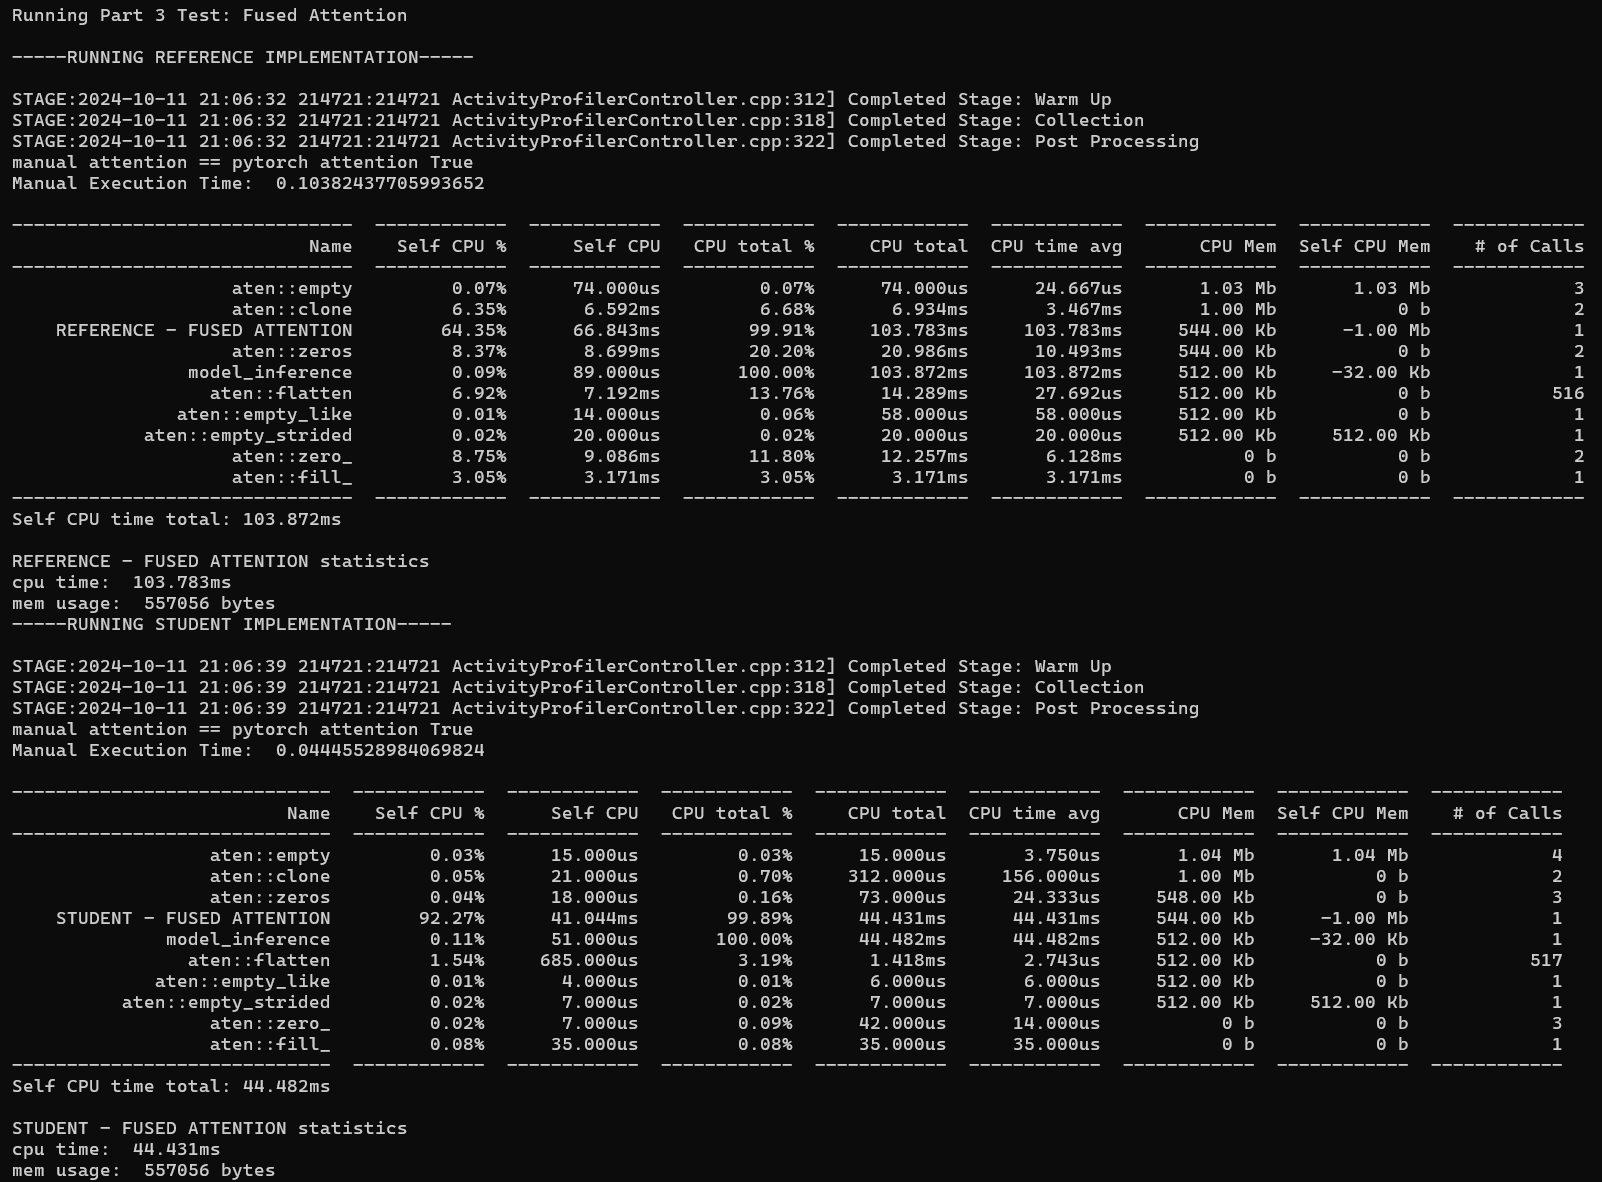 Running Part 3 Test: Fused Attention
-----RUNNING REFERENCE IMPLEMENTATION-----
STAGE:2024-10-11 21:06:32 214721:214721 ActivityProfilerController.cpp:312] Completed Stage: Warm Up
STAGE:2024-10-11 21:06:32 214721:214721 ActivityProfilerController.cpp:318] Completed Stage: Collection
STAGE:2024-10-11 21:06:32 214721:214721 ActivityProfilerController.cpp:322] Completed Stage: Post Processing
manual attention == pytorch attention True
Manual Execution Time:  0.10382437705993652
-------------------------------  ------------  ------------  ------------  ------------  ------------  ------------  ------------  ------------
Name    Self CPU %      Self CPU   CPU total %     CPU total  CPU time avg       CPU Mem  Self CPU Mem    # of Calls
-------------------------------  ------------  ------------  ------------  ------------  ------------  ------------  ------------  ------------
aten::empty         0.07%      74.000us         0.07%      74.000us      24.667us       1.03 Mb       1.03 Mb             3
aten::clone         6.35%       6.592ms         6.68%       6.934ms       3.467ms       1.00 Mb           0 b             2
REFERENCE - FUSED ATTENTION        64.35%      66.843ms        99.91%     103.783ms     103.783ms     544.00 Kb      -1.00 Mb             1
aten::zeros         8.37%       8.699ms        20.20%      20.986ms      10.493ms     544.00 Kb           0 b             2
model_inference         0.09%      89.000us       100.00%     103.872ms     103.872ms     512.00 Kb     -32.00 Kb             1
aten::flatten         6.92%       7.192ms        13.76%      14.289ms      27.692us     512.00 Kb           0 b           516
aten::empty_like         0.01%      14.000us         0.06%      58.000us      58.000us     512.00 Kb           0 b             1
aten::empty_strided         0.02%      20.000us         0.02%      20.000us      20.000us     512.00 Kb     512.00 Kb             1
aten::zero_         8.75%       9.086ms        11.80%      12.257ms       6.128ms           0 b           0 b             2
aten::fill_         3.05%       3.171ms         3.05%       3.171ms       3.171ms           0 b           0 b             1
-------------------------------  ------------  ------------  ------------  ------------  ------------  ------------  ------------  ------------
Self CPU time total: 103.872ms
REFERENCE - FUSED ATTENTION statistics
cpu time:  103.783ms
mem usage:  557056 bytes
-----RUNNING STUDENT IMPLEMENTATION-----
STAGE:2024-10-11 21:06:39 214721:214721 ActivityProfilerController.cpp:312] Completed Stage: Warm Up
STAGE:2024-10-11 21:06:39 214721:214721 ActivityProfilerController.cpp:318] Completed Stage: Collection
STAGE:2024-10-11 21:06:39 214721:214721 ActivityProfilerController.cpp:322] Completed Stage: Post Processing
manual attention == pytorch attention True
Manual Execution Time:  0.04445528984069824
-----------------------------  ------------  ------------  ------------  ------------  ------------  ------------  ------------  ------------
Name    Self CPU %      Self CPU   CPU total %     CPU total  CPU time avg       CPU Mem  Self CPU Mem    # of Calls
-----------------------------  ------------  ------------  ------------  ------------  ------------  ------------  ------------  ------------
aten::empty         0.03%      15.000us         0.03%      15.000us       3.750us       1.04 Mb       1.04 Mb             4
aten::clone         0.05%      21.000us         0.70%     312.000us     156.000us       1.00 Mb           0 b             2
aten::zeros         0.04%      18.000us         0.16%      73.000us      24.333us     548.00 Kb           0 b             3
STUDENT - FUSED ATTENTION        92.27%      41.044ms        99.89%      44.431ms      44.431ms     544.00 Kb      -1.00 Mb             1
model_inference         0.11%      51.000us       100.00%      44.482ms      44.482ms     512.00 Kb     -32.00 Kb             1
aten::flatten         1.54%     685.000us         3.19%       1.418ms       2.743us     512.00 Kb           0 b           517
aten::empty_like         0.01%       4.000us         0.01%       6.000us       6.000us     512.00 Kb           0 b             1
aten::empty_strided         0.02%       7.000us         0.02%       7.000us       7.000us     512.00 Kb     512.00 Kb             1
aten::zero_         0.02%       7.000us         0.09%      42.000us      14.000us           0 b           0 b             3
aten::fill_         0.08%      35.000us         0.08%      35.000us      35.000us           0 b           0 b             1
-----------------------------  ------------  ------------  ------------  ------------  ------------  ------------  ------------  ------------
Self CPU time total: 44.482ms
STUDENT - FUSED ATTENTION statistics
cpu time:  44.431ms
mem usage:  557056 bytes